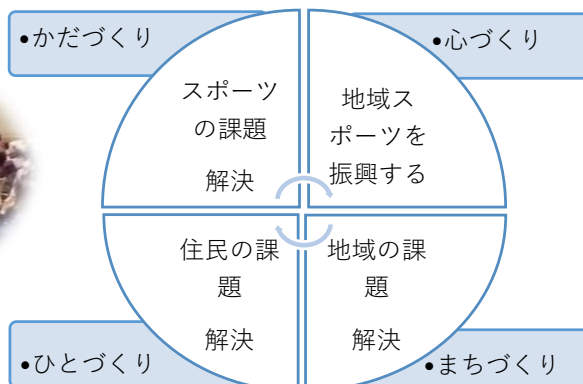 •かだづくり
•心づくり
スポーツ
の課題
解決
地域ス
ポーツを
振興する
住民の課
題
解決
地域の課
題
解決
•ひとづくり
•まちづくり